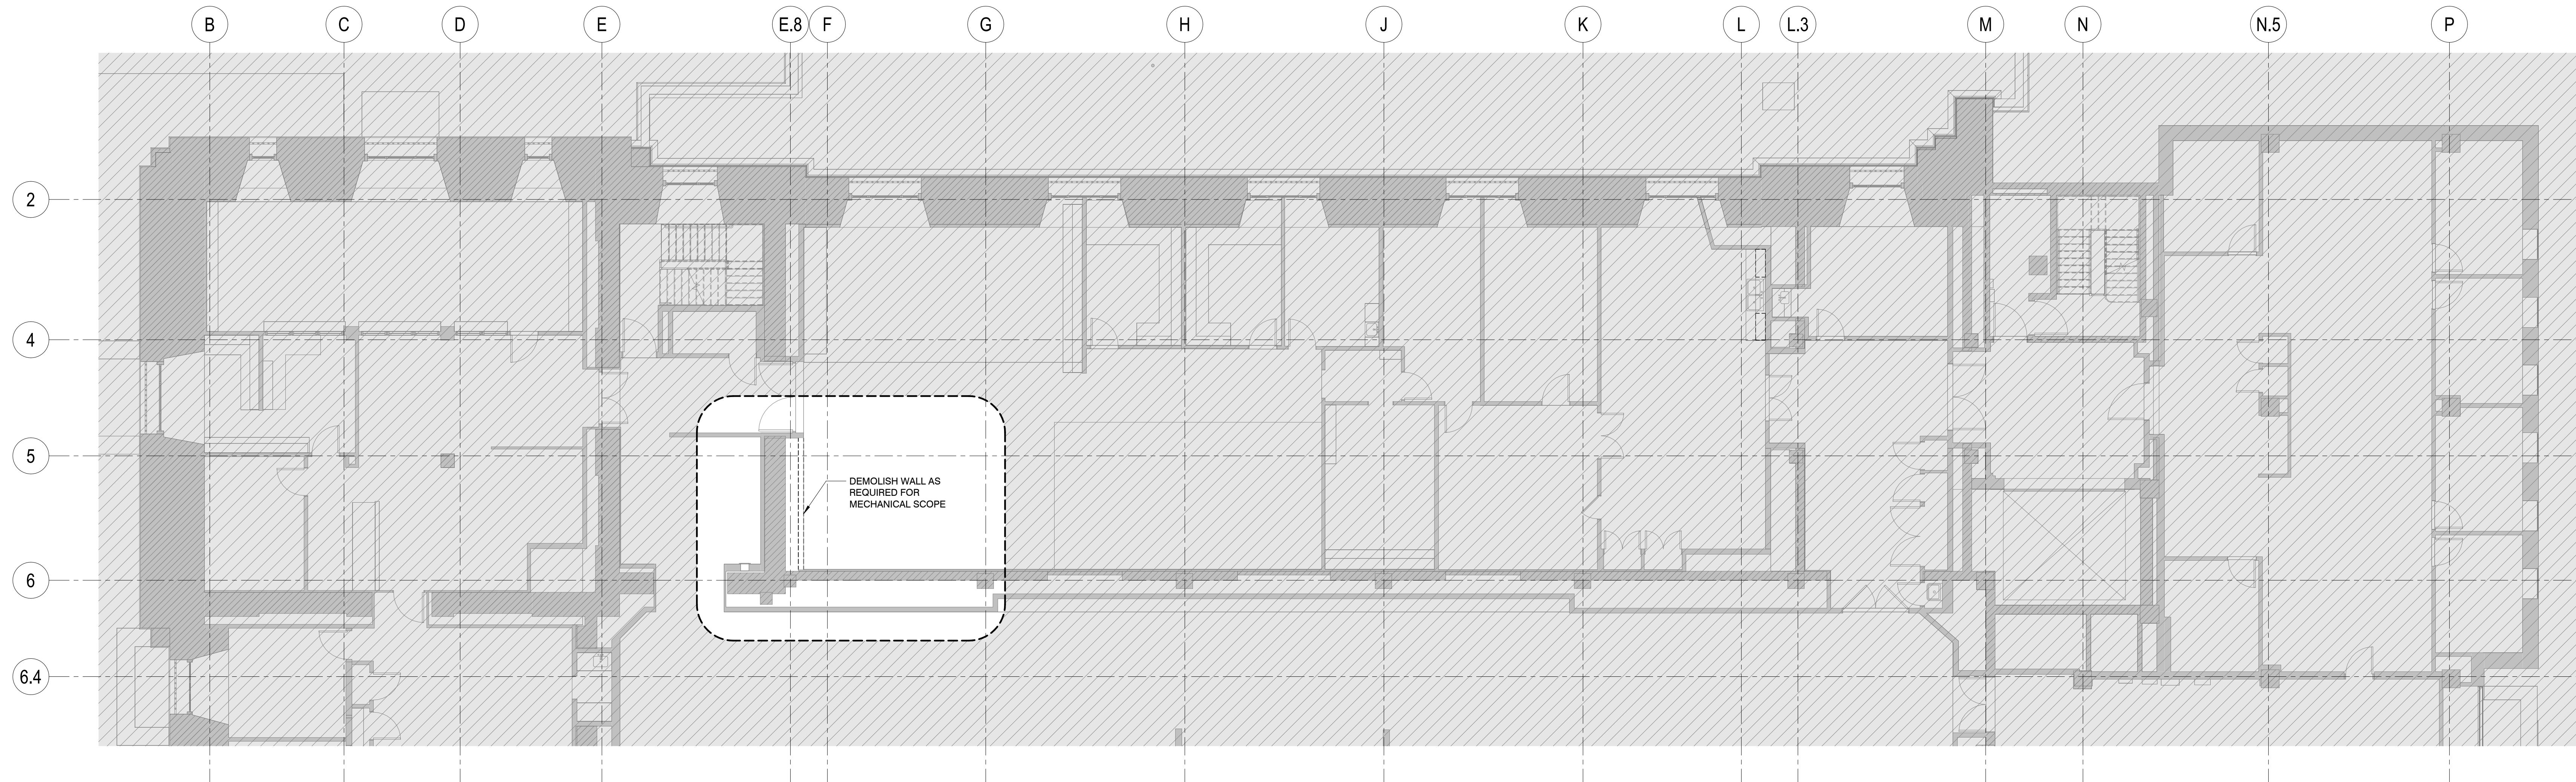 B C D E E.8 F G H J K L L.3 M N N.5 P
2
4
5
DEMOLISH WALL AS
REQUIRED FOR
MECHANICAL SCOPE
6
6.4